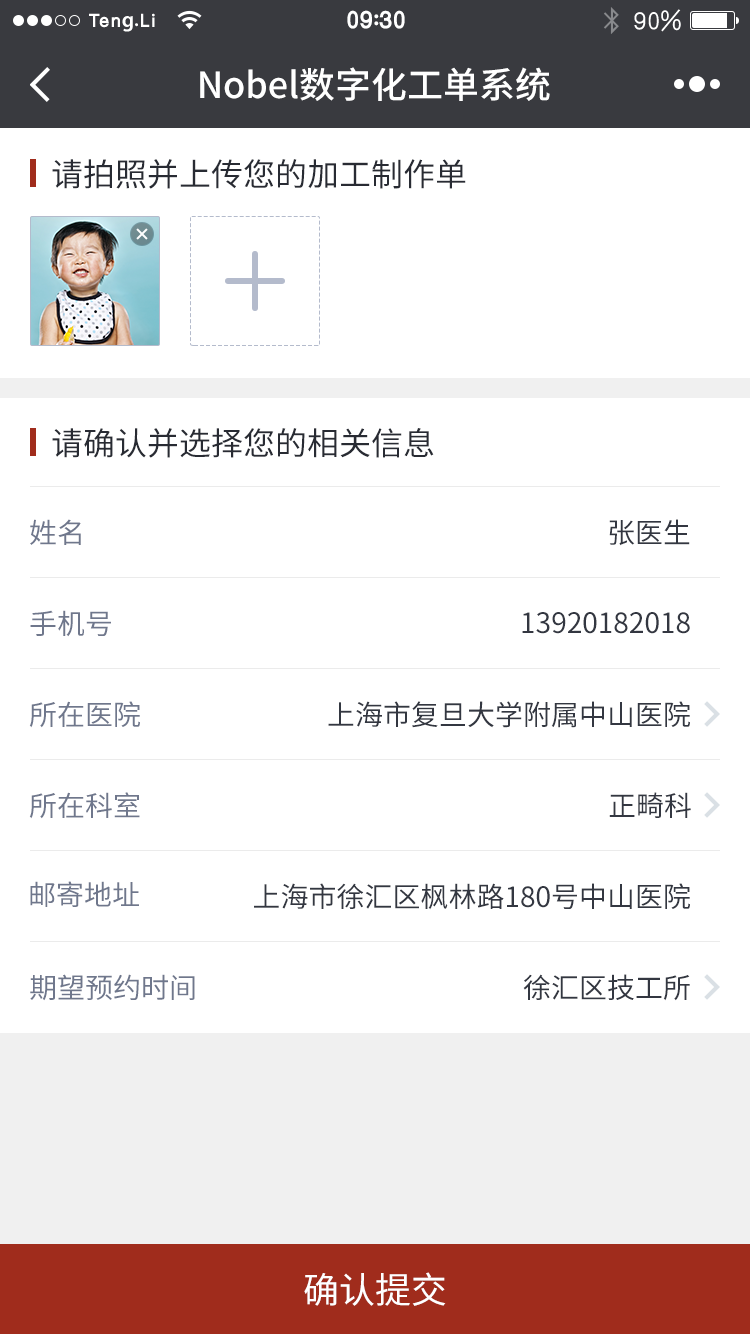 Teng.Li
09:30
90%
Nobel数字化工单系统
请拍照并上传您的加工制作单
请确认并选择您的相关信息
姓名 张医生
手机号 13920182018
所在医院 上海市复旦大学附属中山医院
所在科室 正畸科
邮寄地址 上海市徐汇区枫林路180号中山医院
期望预约时间 徐汇区技工所
确认提交